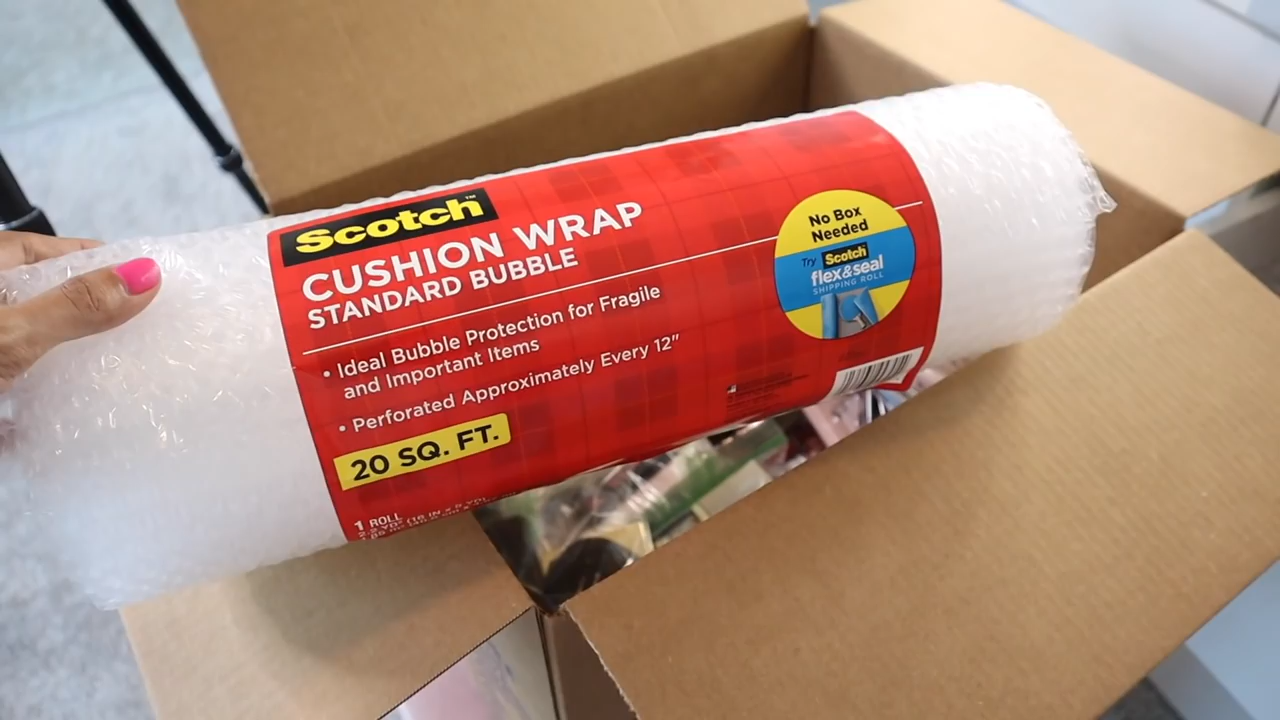 Scotch™
CUSHION WRAP
STANDARD BUBBLE
• Ideal Bubble Protection for Fragile
and Important Items
• Perforated Approximately Every 12"
20 SQ. FT.
1 ROLL
No Box
Needed
Try Scotch
flex&seal
SHIPPING ROLL